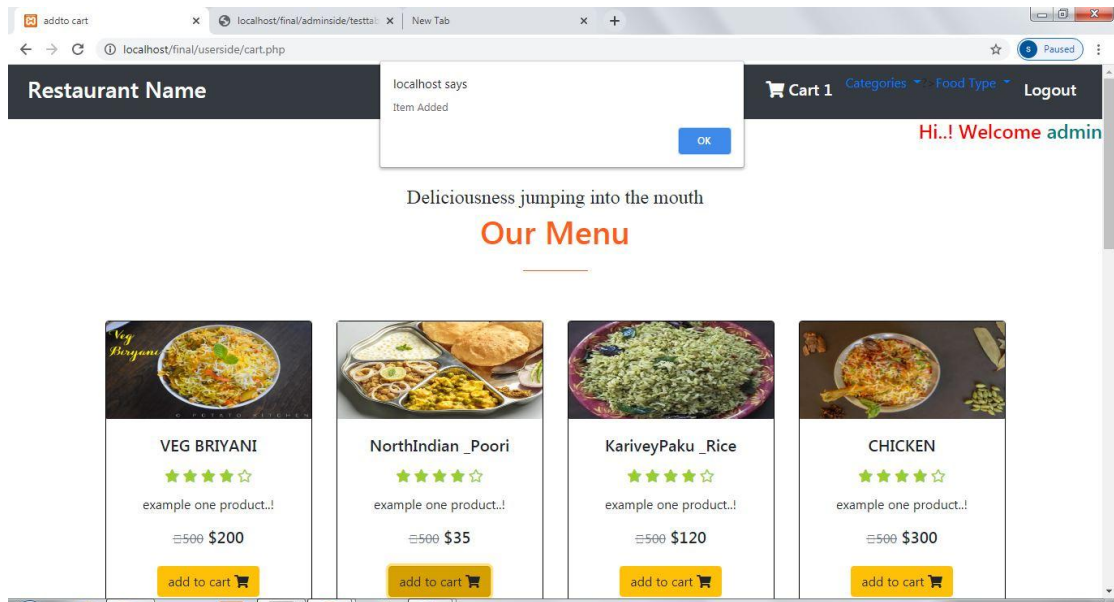 addto cart
localhost/final/adminside/testtab
New Tab
localhost/final/userside/cart.php
s Paused
Restaurant Name
localhost says
Item Added
OK
Cart 1 Categories Food Type Logout
Hi..! Welcome admin
Deliciousness jumping into the mouth
Our Menu
Veg
Biryani
© POTATO KITCHEN
VEG BRIYANI
example one product..!
500 $200
add to cart
NorthIndian _Poori
example one product..!
500 $35
add to cart
KariveyPaku _Rice
example one product..!
500 $120
add to cart
CHICKEN
example one product..!
500 $300
add to cart